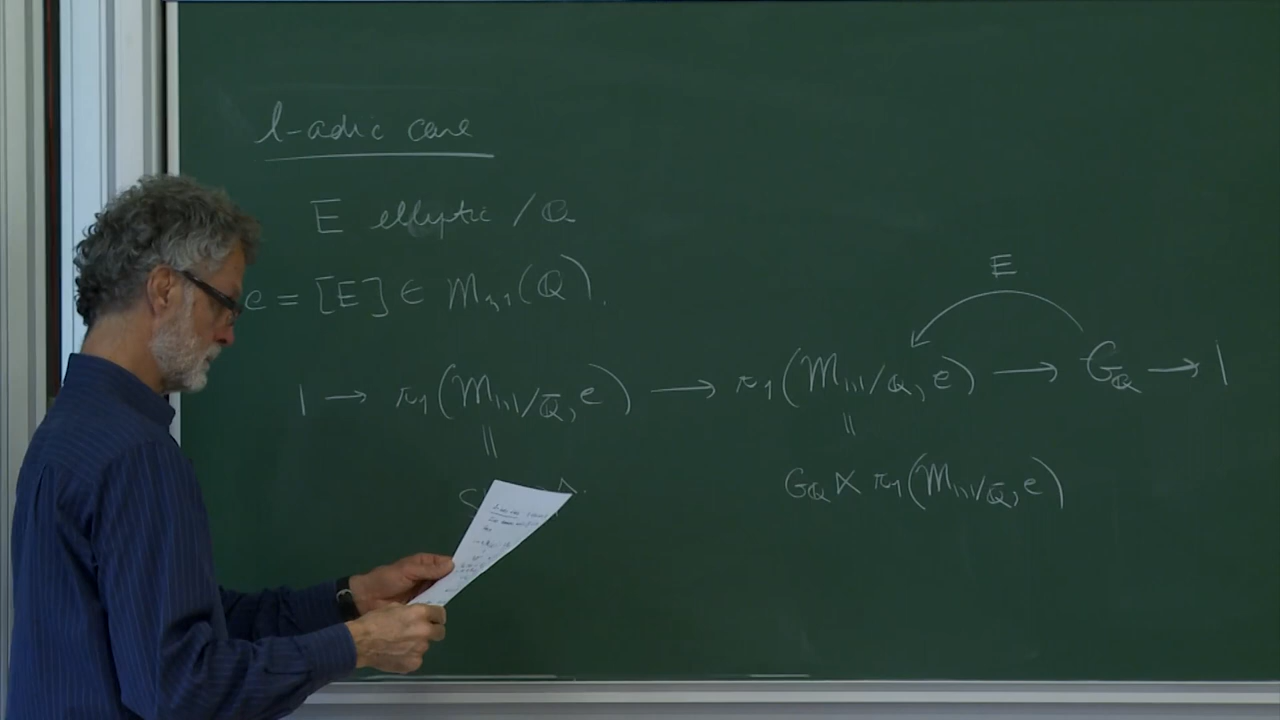 l-adic case
E elliptic / ℚ
e = [E] ∈ M₁,₁(ℚ).
E
1 → π₁(M₁,₁/ℚ̄, e) → π₁(M₁,₁/ℚ, e) → G_ℚ → 1
|| ||
G_ℚ ⋉ π₁(M₁,₁/ℚ̄, e)